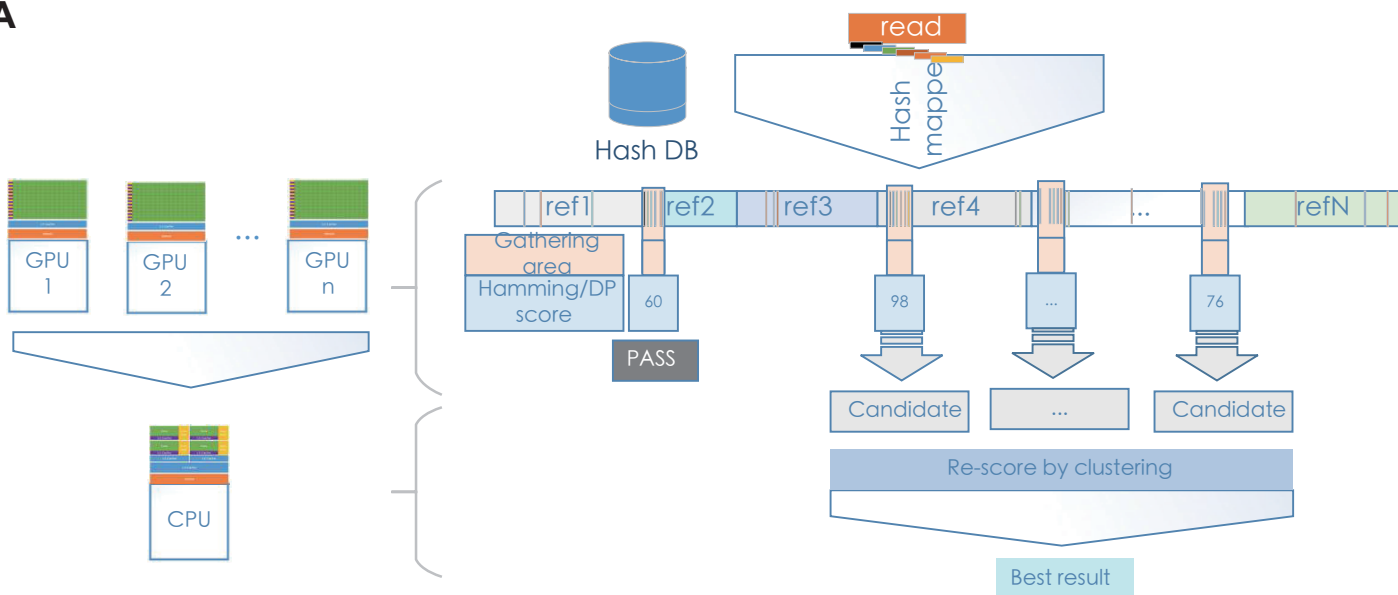 A
read
Hash
mappe
Hash DB
ref1
ref2
ref3
ref4
...
refN
Gathering
area
Hamming/DP
score
60
98
...
76
PASS
GPU
1
GPU
2
...
GPU
n
Candidate
...
Candidate
CPU
Re-score by clustering
Best result